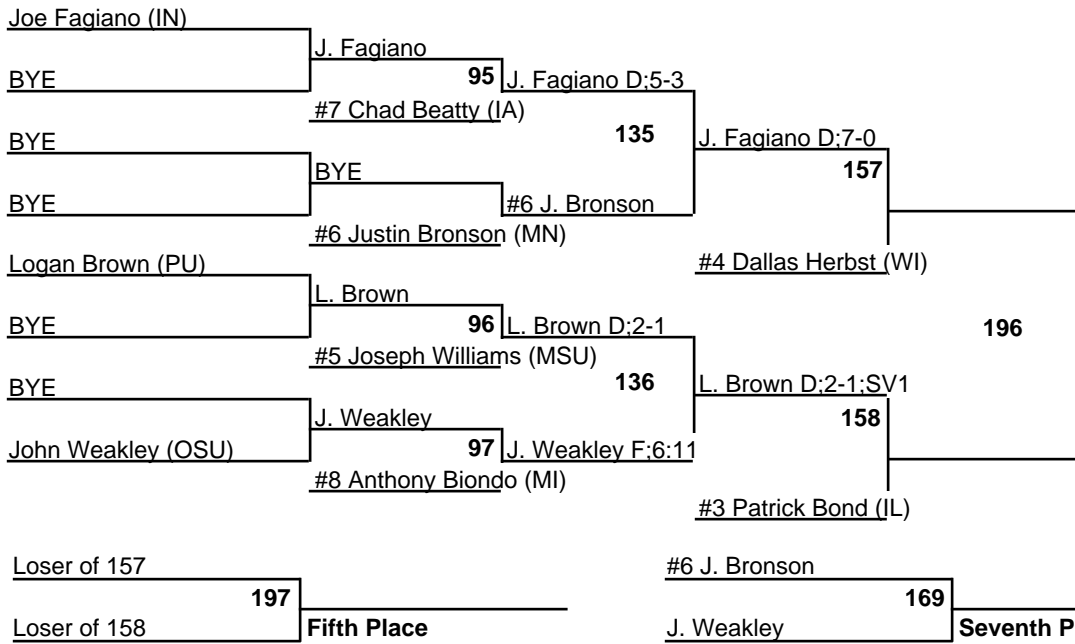 Joe Fagiano (IN)
J. Fagiano
BYE
95
J. Fagiano D;5-3
#7 Chad Beatty (IA)
135
BYE
J. Fagiano D;7-0
BYE
157
BYE
#6 J. Bronson
#6 Justin Bronson (MN)
Logan Brown (PU)
#4 Dallas Herbst (WI)
L. Brown
BYE
96
L. Brown D;2-1
196
#5 Joseph Williams (MSU)
136
BYE
L. Brown D;2-1;SV1
J. Weakley
158
John Weakley (OSU)
97
J. Weakley F;6:11
#8 Anthony Biondo (MI)
#3 Patrick Bond (IL)
Loser of 157
#6 J. Bronson
197
169
Loser of 158
Fifth Place
J. Weakley
Seventh P